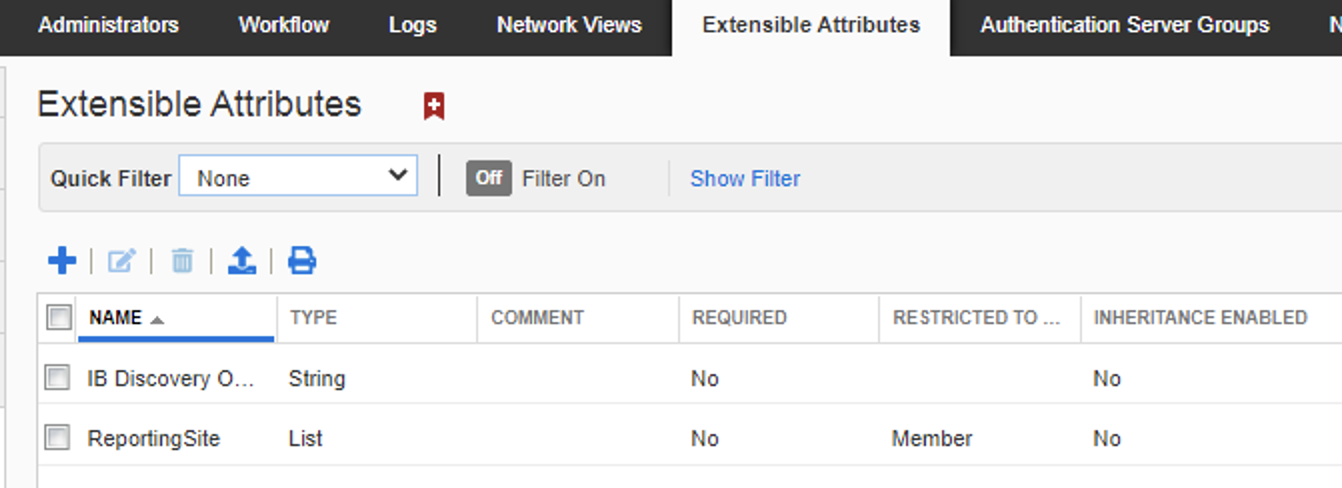 Administrators Workflow Logs Network Views Extensible Attributes Authentication Server Groups N
Extensible Attributes
Quick Filter None Off Filter On Show Filter
NAME TYPE COMMENT REQUIRED RESTRICTED TO ... INHERITANCE ENABLED
IB Discovery O... String No No
ReportingSite List No Member No